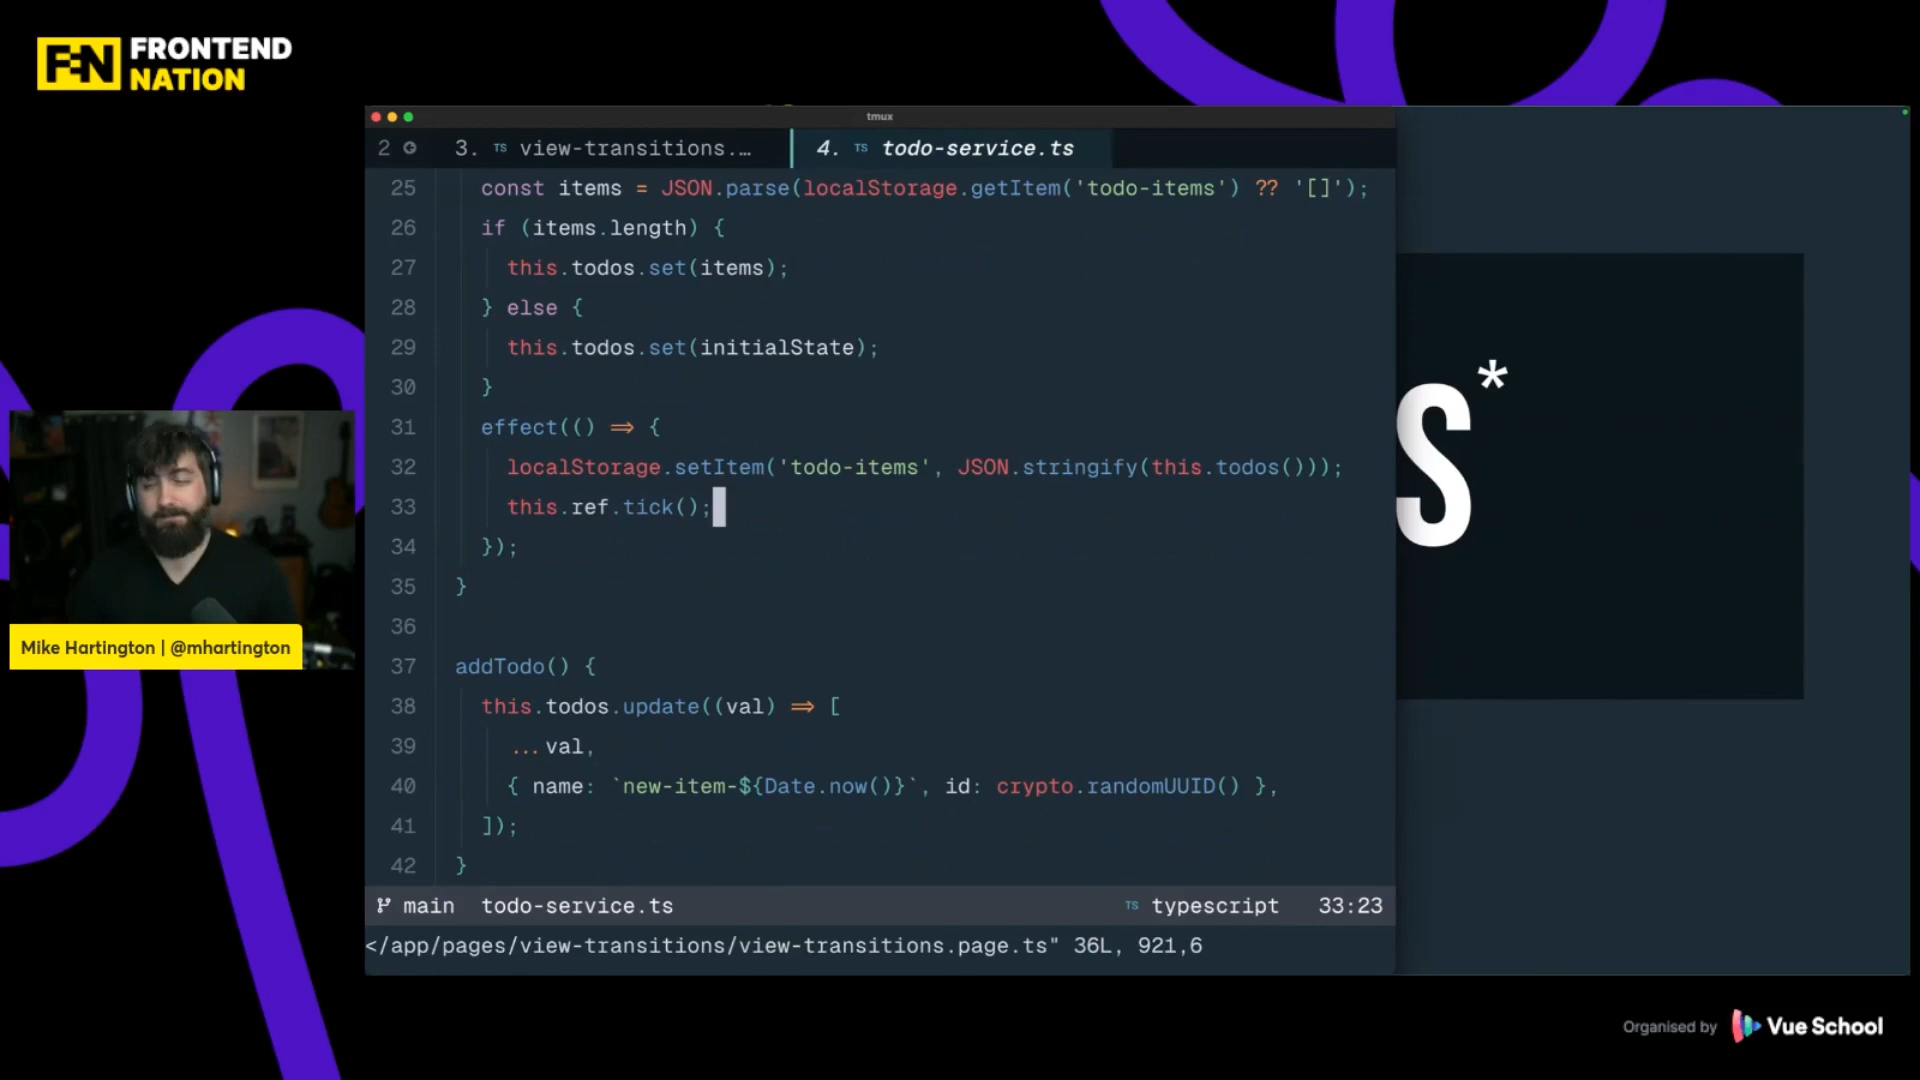 FEN FRONTEND
NATION
tmux
2 3. TS view-transitions.… 4. TS todo-service.ts
25 const items = JSON.parse(localStorage.getItem('todo-items') ?? '[]');
26 if (items.length) {
27 this.todos.set(items);
28 } else {
29 this.todos.set(initialState);
30 }
31 effect(() => {
32 localStorage.setItem('todo-items', JSON.stringify(this.todos()));
33 this.ref.tick();
34 });
35 }
36
37 addTodo() {
38 this.todos.update((val) => [
39 ...val,
40 { name: `new-item-${Date.now()}`, id: crypto.randomUUID() },
41 ]);
42 }
main todo-service.ts TS typescript 33:23
</app/pages/view-transitions/view-transitions.page.ts" 36L, 921,6
S*
Mike Hartington | @mhartington
Organised by Vue School